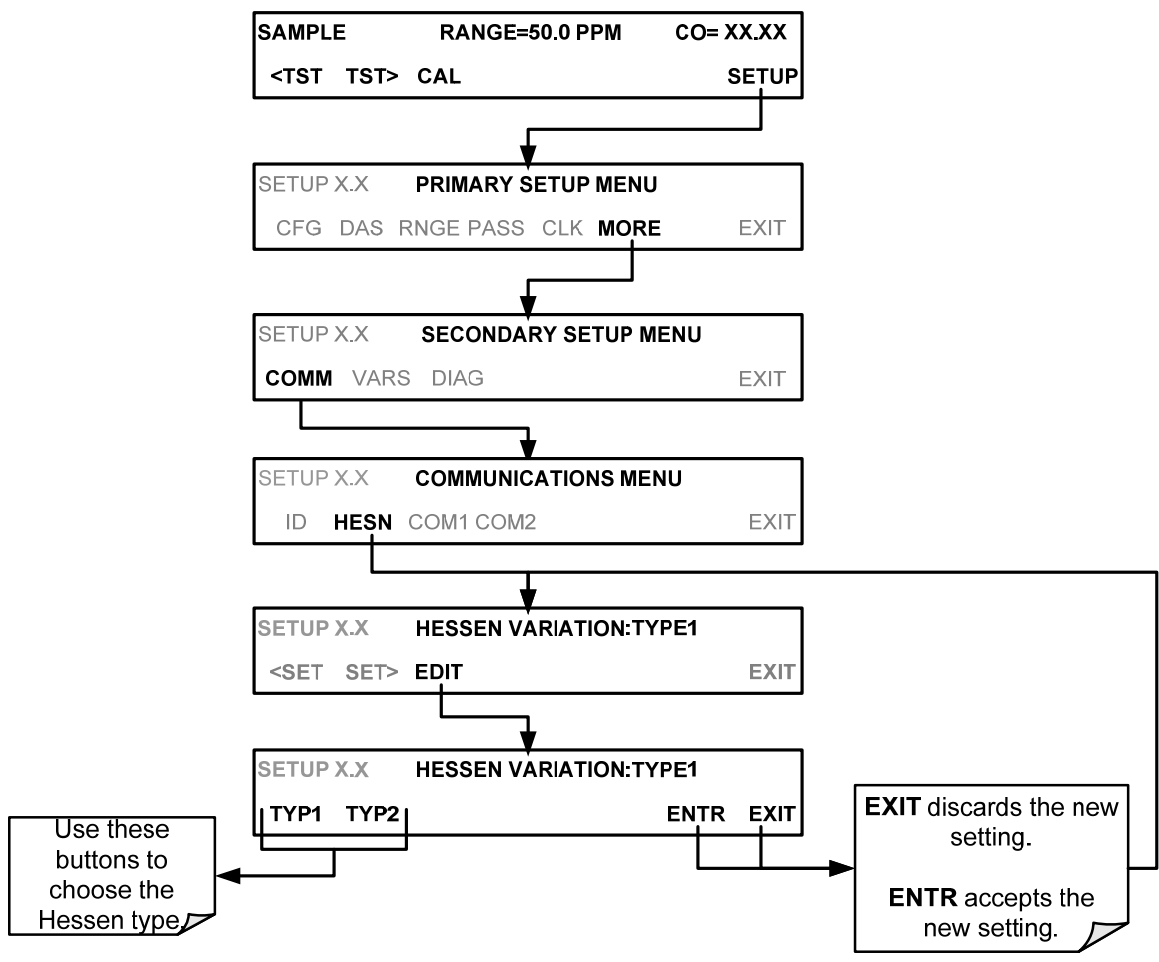 SAMPLE RANGE=50.0 PPM CO= XX.XX
<TST TST> CAL SETUP
SETUP X.X PRIMARY SETUP MENU
CFG DAS RNGE PASS CLK MORE EXIT
SETUP X.X SECONDARY SETUP MENU
COMM VARS DIAG EXIT
SETUP X.X COMMUNICATIONS MENU
ID HESN COM1 COM2 EXIT
SETUP X.X HESSEN VARIATION:TYPE1
<SET SET> EDIT EXIT
SETUP X.X HESSEN VARIATION:TYPE1
TYP1 TYP2 ENTR EXIT
Use these
buttons to
choose the
Hessen type.
EXIT discards the new
setting.
ENTR accepts the
new setting.